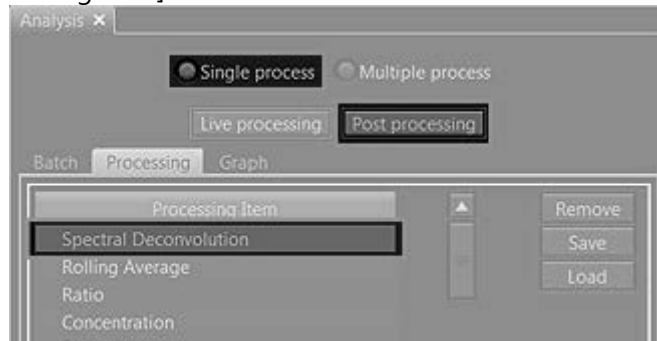 Analysis ×
Single process Multiple process
Live processing Post processing
Batch Processing Graph
Processing Item
Remove
Spectral Deconvolution
Save
Rolling Average
Load
Ratio
Concentration